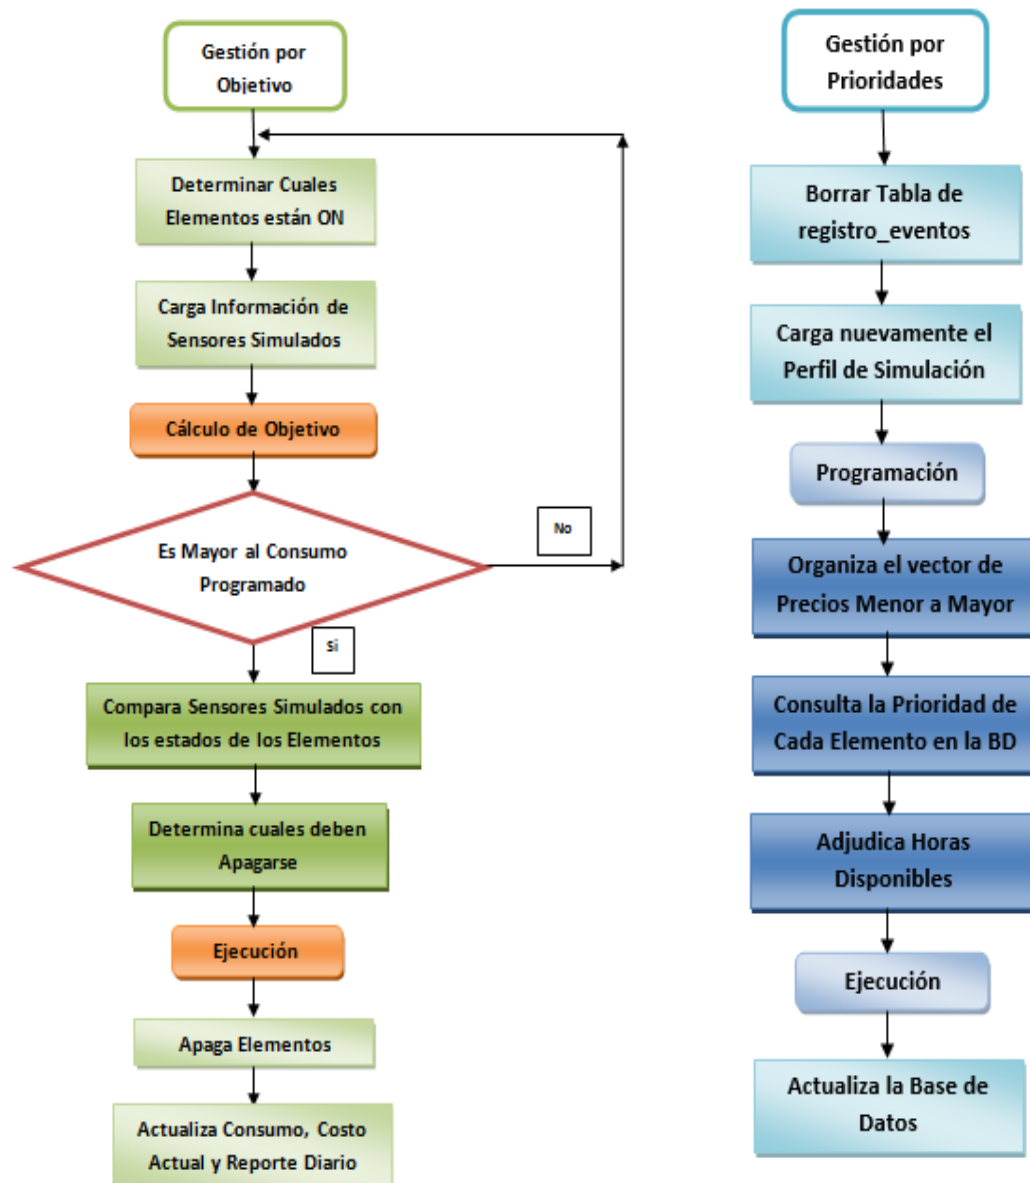 Gestión por
Objetivo
Determinar Cuales
Elementos están ON
Carga Información de
Sensores Simulados
Cálculo de Objetivo
Es Mayor al Consumo
Programado
No
Si
Compara Sensores Simulados con
los estados de los Elementos
Determina cuales deben
Apagarse
Ejecución
Apaga Elementos
Actualiza Consumo, Costo
Actual y Reporte Diario
Gestión por
Prioridades
Borrar Tabla de
registro_eventos
Carga nuevamente el
Perfil de Simulación
Programación
Organiza el vector de
Precios Menor a Mayor
Consulta la Prioridad de
Cada Elemento en la BD
Adjudica Horas
Disponibles
Ejecución
Actualiza la Base de
Datos